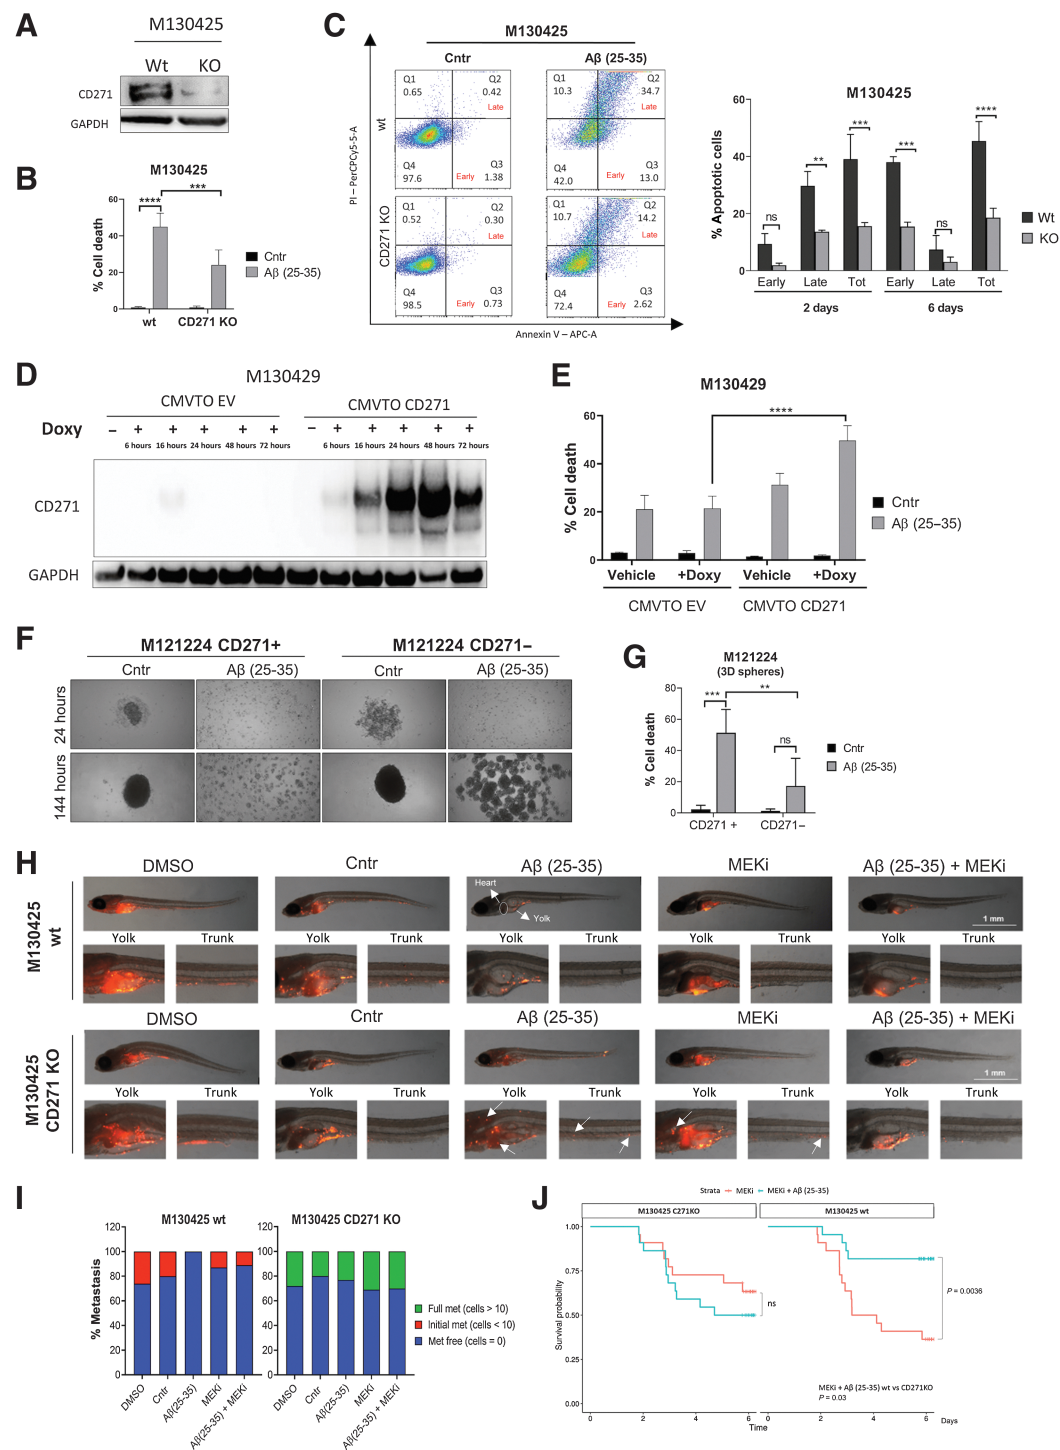 A
M130425
Wt KO
CD271
GAPDH
B
M130425
% Cell death
60
40
20
0
**** ***
wt CD271 KO
Cntr
Aβ (25-35)
C
M130425
Cntr Aβ (25-35)
PI – PerCPCy5-5-A
wt
Q1 0.65
Q2 0.42
Late
Q4 97.6
Early
Q3 1.38
Q1 10.3
Q2 34.7
Q4 42.0
Early
Q3 13.0
CD271 KO
Q1 0.52
Q2 0.30
Late
Q4 98.5
Early
Q3 0.73
Q1 10.7
Q2 14.2
Late
Q4 72.4
Early
Q3 2.62
Annexin V – APC-A
M130425
% Apoptotic cells
60
40
20
0
ns ** *** *** ns ****
Early Late Tot Early Late Tot
2 days 6 days
Wt
KO
D
M130429
CMVTO EV CMVTO CD271
Doxy – + + + + + – + + + + +
6 hours 16 hours 24 hours 48 hours 72 hours 6 hours 16 hours 24 hours 48 hours 72 hours
CD271
GAPDH
E
M130429
% Cell death
60
40
20
0
****
Vehicle +Doxy Vehicle +Doxy
CMVTO EV CMVTO CD271
Cntr
Aβ (25–35)
F
M121224 CD271+ M121224 CD271–
Cntr Aβ (25-35) Cntr Aβ (25-35)
24 hours
144 hours
G
M121224
(3D spheres)
% Cell death
80
60
40
20
0
*** ** ns
CD271 + CD271–
Cntr
Aβ (25-35)
H
DMSO Cntr Aβ (25-35) MEKi Aβ (25-35) + MEKi
M130425
wt
Heart
Yolk
1 mm
Yolk Trunk Yolk Trunk Yolk Trunk Yolk Trunk Yolk Trunk
DMSO Cntr Aβ (25-35) MEKi Aβ (25-35) + MEKi
M130425
CD271 KO
1 mm
Yolk Trunk Yolk Trunk Yolk Trunk Yolk Trunk Yolk Trunk
I
M130425 wt M130425 CD271 KO
% Metastasis
120
100
80
60
40
20
0
120
100
80
60
40
20
0
DMSO Cntr Aβ(25-35) MEKi Aβ(25-35) + MEKi
DMSO Cntr Aβ (25-35) MEKi Aβ (25-35) + MEKi
Full met (cells > 10)
Initial met (cells < 10)
Met free (cells = 0)
J
Strata MEKi MEKi + Aβ (25-35)
M130425 C271KO M130425 wt
Survival probability
1.00
0.75
0.50
0.25
0.00
ns
P = 0.0036
MEKi + Aβ (25-35) wt vs CD271KO
P = 0.03
0 2 4 6 0 2 4 6
Time Days